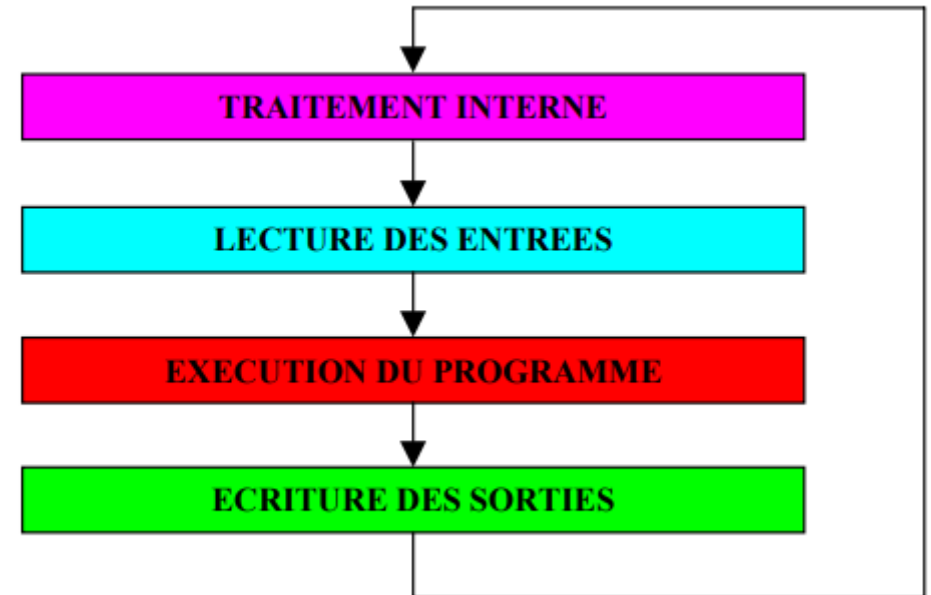 TRAITEMENT INTERNE
LECTURE DES ENTREES
EXECUTION DU PROGRAMME
ECRITURE DES SORTIES